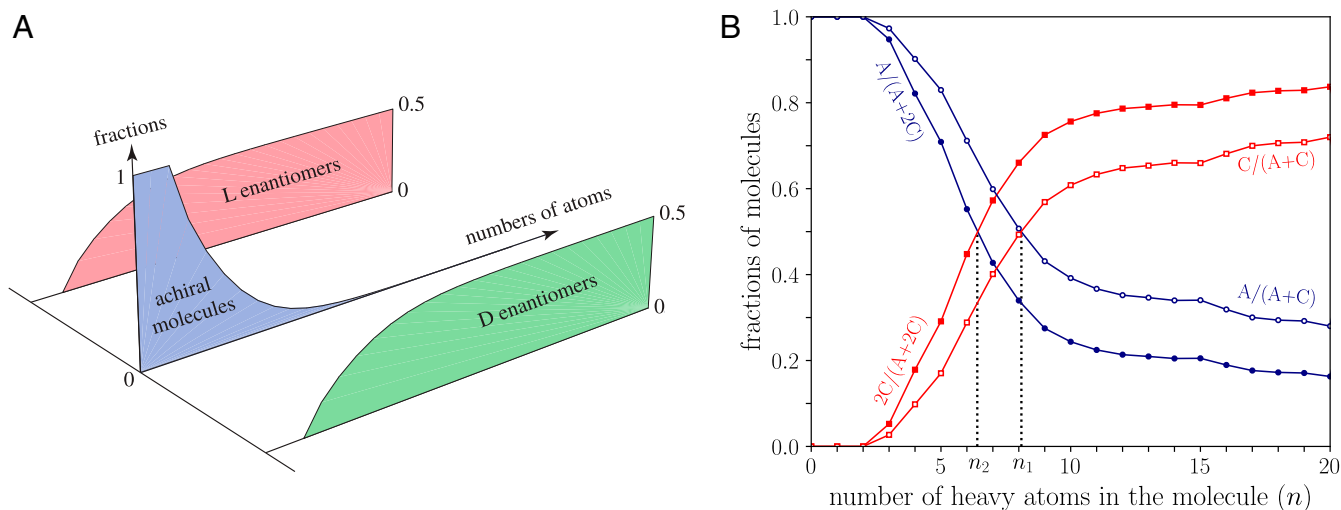 A
fractions
1
0
achiral
molecules
L enantiomers
0.5
0
numbers of atoms
D enantiomers
0.5
0
B
fractions of molecules
1.0
0.8
0.6
0.4
0.2
0.0
A/(A+2C)
A/(A+C)
2C/(A+2C)
C/(A+C)
0 5 n₂ n₁ 10 15 20
number of heavy atoms in the molecule (n)